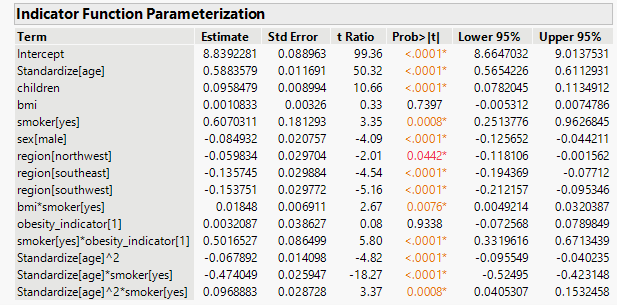 Indicator Function Parameterization
Term Estimate Std Error t Ratio Prob>|t| Lower 95% Upper 95%
Intercept 8.8392281 0.088963 99.36 <.0001* 8.6647032 9.0137531
Standardize[age] 0.5883579 0.011691 50.32 <.0001* 0.5654226 0.6112931
children 0.0958479 0.008994 10.66 <.0001* 0.0782045 0.1134912
bmi 0.0010833 0.00326 0.33 0.7397 -0.005312 0.0074786
smoker[yes] 0.6070311 0.181293 3.35 0.0008* 0.2513776 0.9626845
sex[male] -0.084932 0.020757 -4.09 <.0001* -0.125652 -0.044211
region[northwest] -0.059834 0.029704 -2.01 0.0442* -0.118106 -0.001562
region[southeast] -0.135745 0.029884 -4.54 <.0001* -0.194369 -0.07712
region[southwest] -0.153751 0.029772 -5.16 <.0001* -0.212157 -0.095346
bmi*smoker[yes] 0.01848 0.006911 2.67 0.0076* 0.0049214 0.0320387
obesity_indicator[1] 0.0032087 0.038627 0.08 0.9338 -0.072568 0.0789849
smoker[yes]*obesity_indicator[1] 0.5016527 0.086499 5.80 <.0001* 0.3319616 0.6713439
Standardize[age]^2 -0.067892 0.014098 -4.82 <.0001* -0.095549 -0.040235
Standardize[age]*smoker[yes] -0.474049 0.025947 -18.27 <.0001* -0.52495 -0.423148
Standardize[age]^2*smoker[yes] 0.0968883 0.028728 3.37 0.0008* 0.0405307 0.1532458